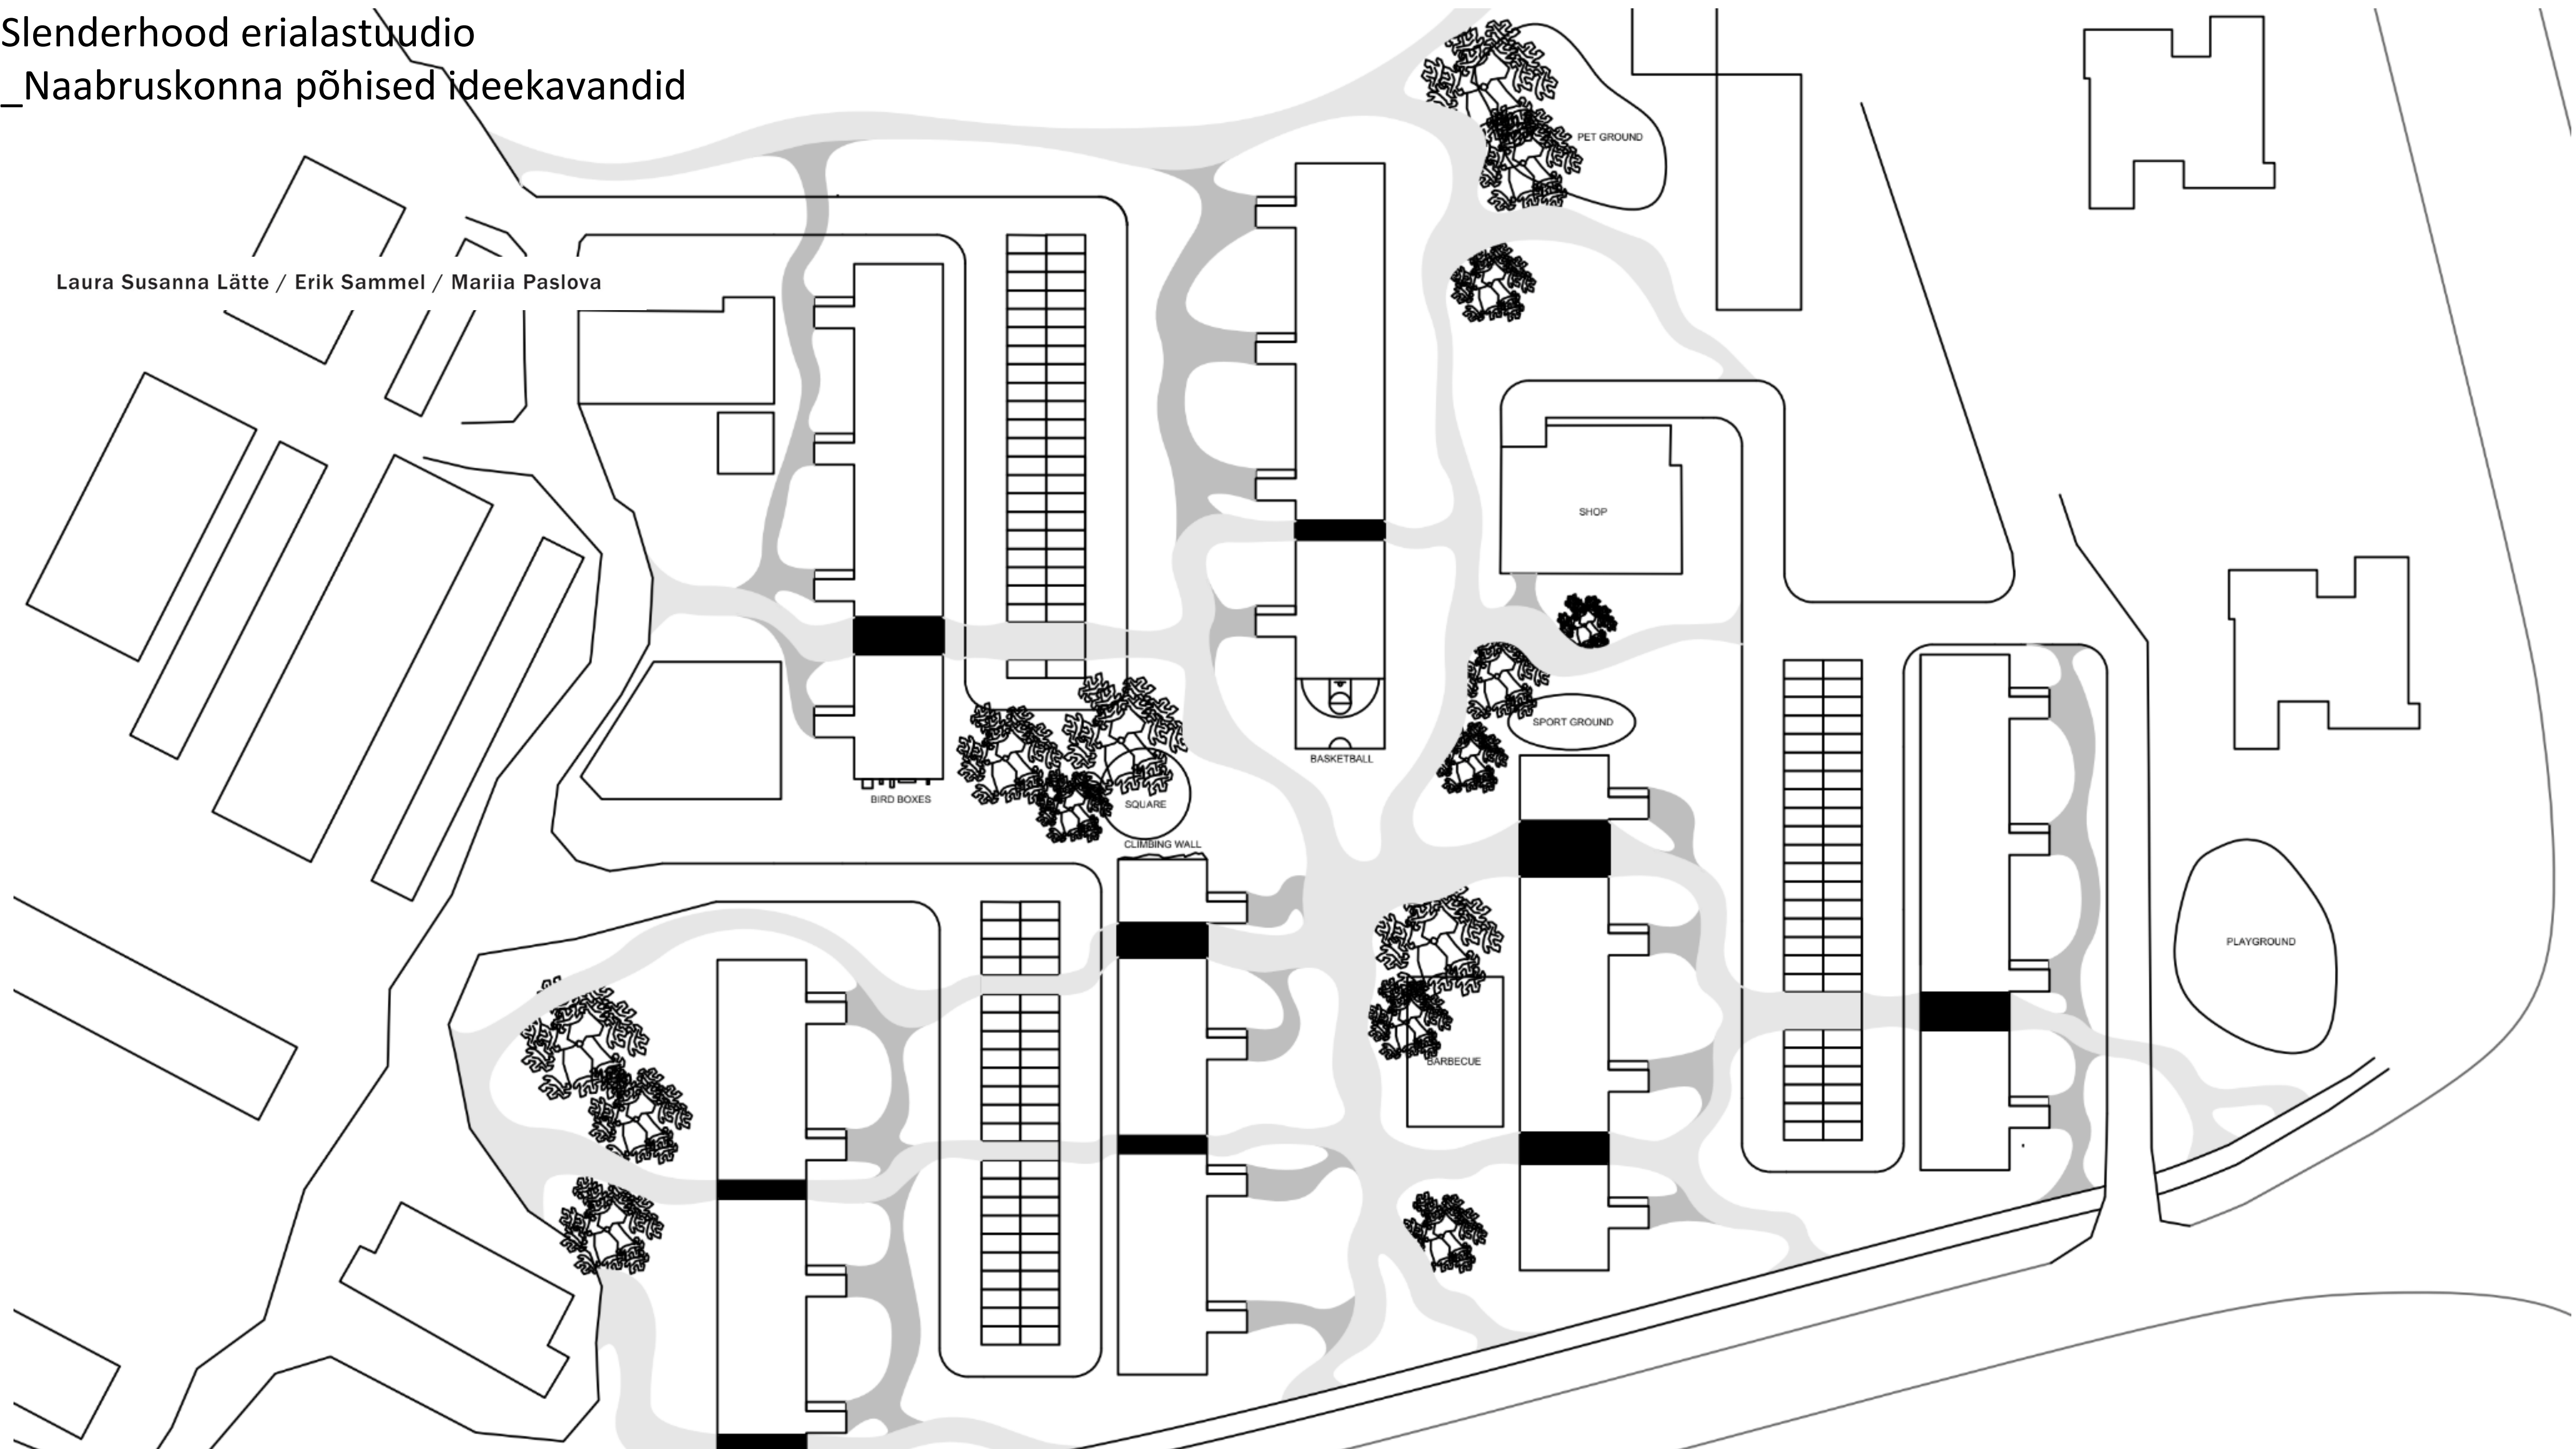 Slenderhood erialastuudio
_Naabruskonna põhised ideekavandid
PET GROUND
Laura Susanna Lätte / Erik Sammel / Mariia Paslova
SHOP
SPORT GROUND
BASKETBALL
BIRD BOXES
SQUARE
CLIMBING WALL
PLAYGROUND
BARBECUE